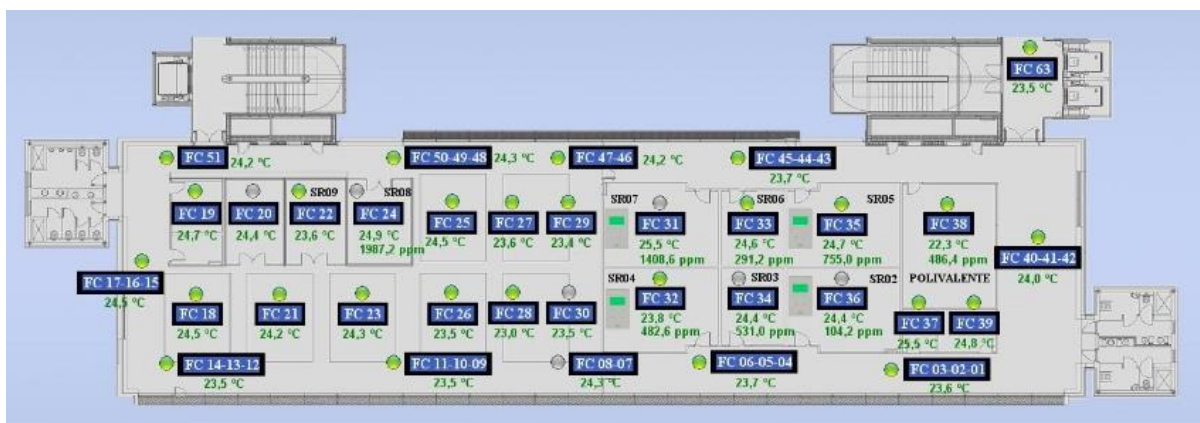 FC 63
23,5 °C
FC 51
24,2 °C
FC 50-49-48
24,3 °C
FC 47-46
24,2 °C
FC 45-44-43
23,7 °C
FC 19
24,7 °C
FC 20
24,4 °C
SR09
FC 22
23,6 °C
SR08
FC 24
24,9 °C
1987,2 ppm
FC 25
24,5 °C
FC 27
23,6 °C
FC 29
23,4 °C
SR07
FC 31
25,5 °C
1408,6 ppm
SR06
FC 33
24,6 °C
291,2 ppm
SR05
FC 35
24,7 °C
755,0 ppm
FC 38
22,3 °C
486,4 ppm
POLIVALENTE
FC 40-41-42
24,0 °C
FC 17-16-15
24,5 °C
FC 18
24,5 °C
FC 21
24,2 °C
FC 23
24,3 °C
FC 26
23,5 °C
FC 28
23,0 °C
FC 30
23,5 °C
SR04
FC 32
23,8 °C
482,6 ppm
SR03
FC 34
24,4 °C
531,0 ppm
SR02
FC 36
24,4 °C
104,2 ppm
FC 37
25,5 °C
FC 39
24,8 °C
FC 14-13-12
23,5 °C
FC 11-10-09
23,5 °C
FC 08-07
24,3 °C
FC 06-05-04
23,7 °C
FC 03-02-01
23,6 °C